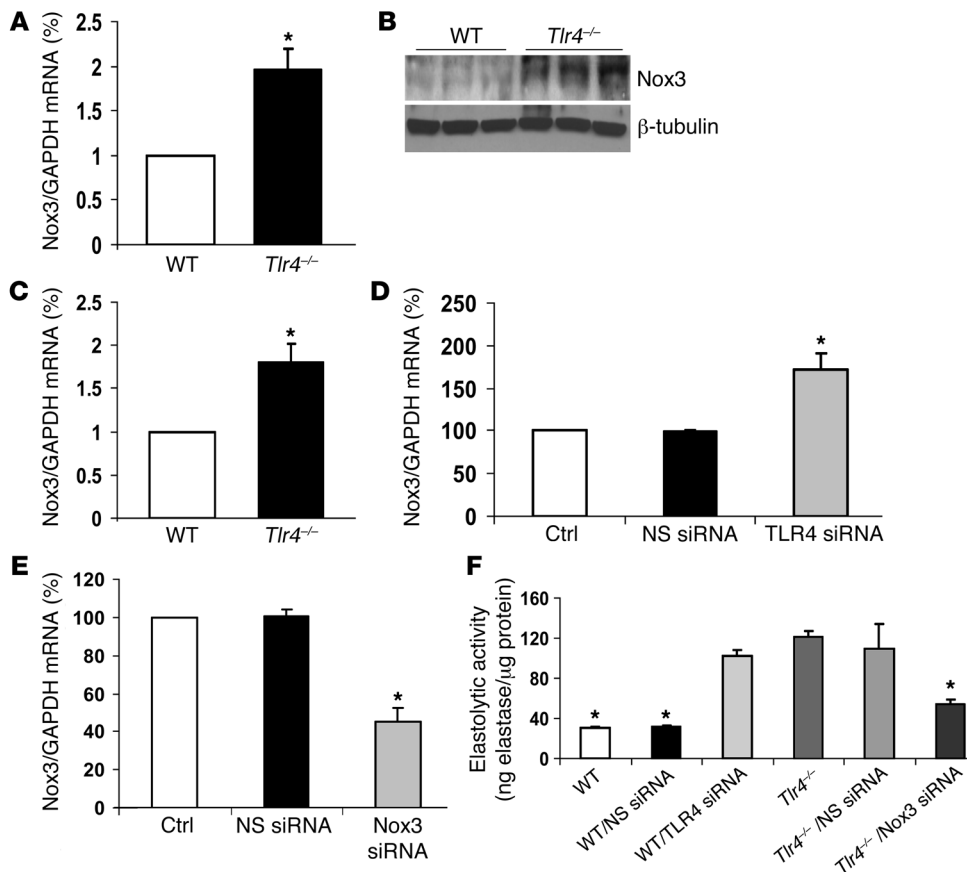 A
Nox3/GAPDH mRNA (%)
2.5
2
1.5
1
0.5
0
*
WT
Tlr4–/–
B
WT
Tlr4–/–
Nox3
β-tubulin
C
Nox3/GAPDH mRNA (%)
2.5
2
1.5
1
0.5
0
*
WT
Tlr4–/–
D
Nox3/GAPDH mRNA (%)
250
200
150
100
50
0
*
Ctrl
NS siRNA
TLR4 siRNA
E
Nox3/GAPDH mRNA (%)
120
100
80
60
40
20
0
*
Ctrl
NS siRNA
Nox3
siRNA
F
Elastolytic activity
(ng elastase/μg protein)
160
120
80
40
0
*
*
*
WT
WT/NS siRNA
WT/TLR4 siRNA
Tlr4–/–
Tlr4–/– /NS siRNA
Tlr4–/– /Nox3 siRNA